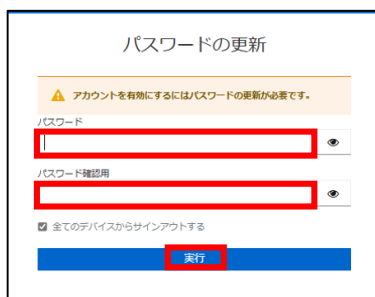 パスワードの更新
アカウントを有効にするにはパスワードの更新が必要です。
パスワード
パスワード確認用
全てのデバイスからサインアウトする
実行